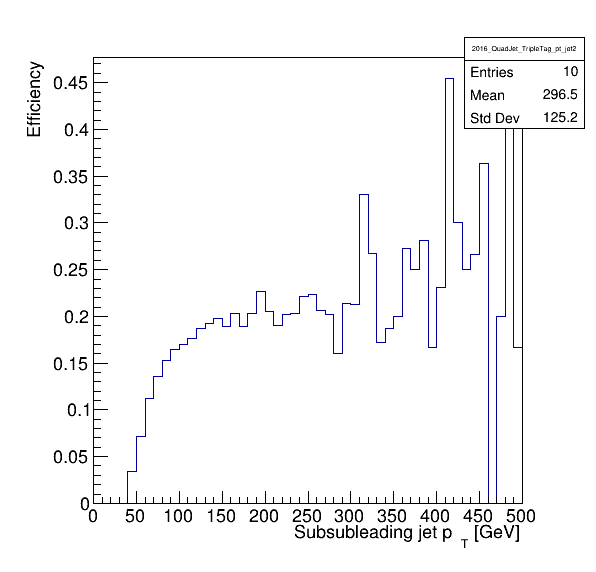 2016_QuadJet_TripleTag_pt_jet2
Entries 10
Mean 296.5
Std Dev 125.2
Efficiency
0.45
0.4
0.35
0.3
0.25
0.2
0.15
0.1
0.05
0
0 50 100 150 200 250 300 350 400 450 500
Subsubleading jet p T [GeV]